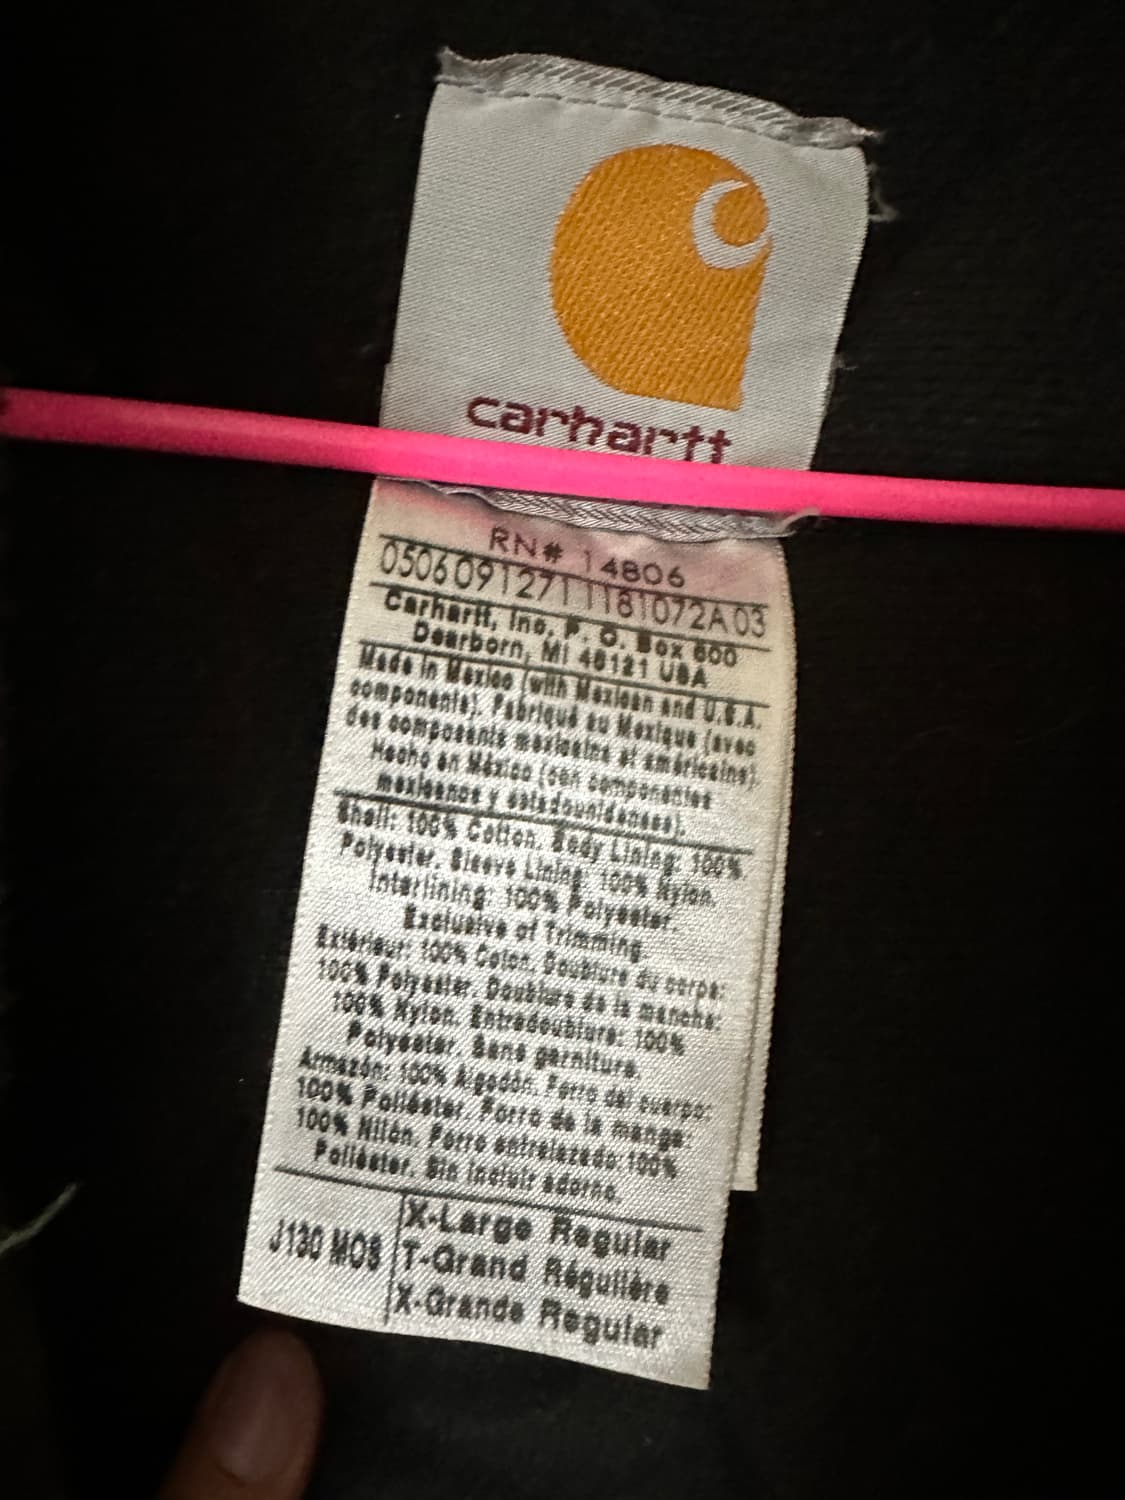 carhartt
RN# 14806
0506091271118107​2A03
Carhartt, Inc. P. O. Box 600
Dearborn, MI 48121 USA
Made in Mexico (with Mexican and U.S.A.
components). Fabriqué au Mexique (avec
des composants mexicains et américains).
Hecho en México (con componentes
mexicanos y estadounidenses).
Shell: 100% Cotton. Body Lining: 100%
Polyester. Sleeve Lining: 100% Nylon.
Interlining: 100% Polyester.
Exclusive of Trimming.
Extérieur: 100% Coton. Doublure du corps:
100% Polyester. Doublure de la manche:
100% Nylon. Entredoublure: 100%
Polyester. Sans garniture.
Armazón: 100% Algodón. Forro del cuerpo:
100% Poliéster. Forro de la manga:
100% Nilón. Forro entrelazado: 100%
Poliéster. Sin incluir adorno.
J130 MOS
X-Large Regular
T-Grand Régulière
X-Grande Regular